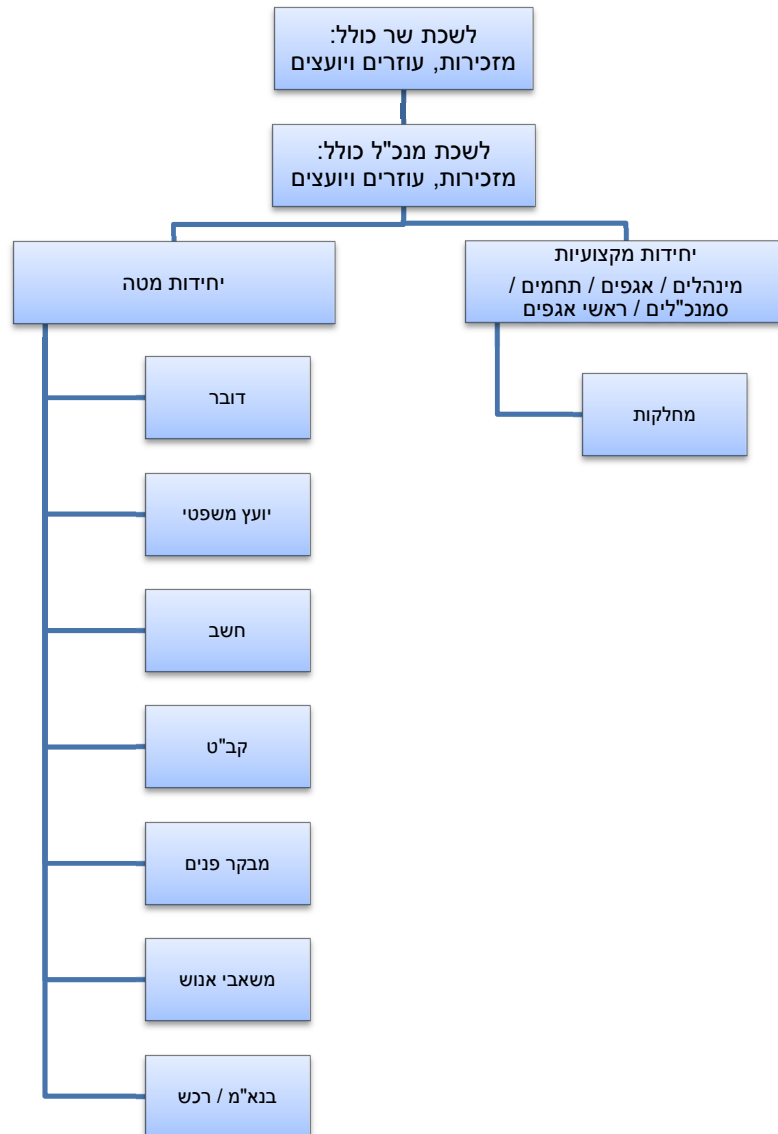 לשכת שר כולל:
מזכירות, עוזרים ויועצים
לשכת מנכ"ל כולל:
מזכירות, עוזרים ויועצים
יחידות מקצועיות
מינהלים / אגפים / תחמים /
סמנכ"לים / ראשי אגפים
מחלקות
יחידות מטה
דובר
יועץ משפטי
חשב
קב"ט
מבקר פנים
משאבי אנוש
בנא"מ / רכש